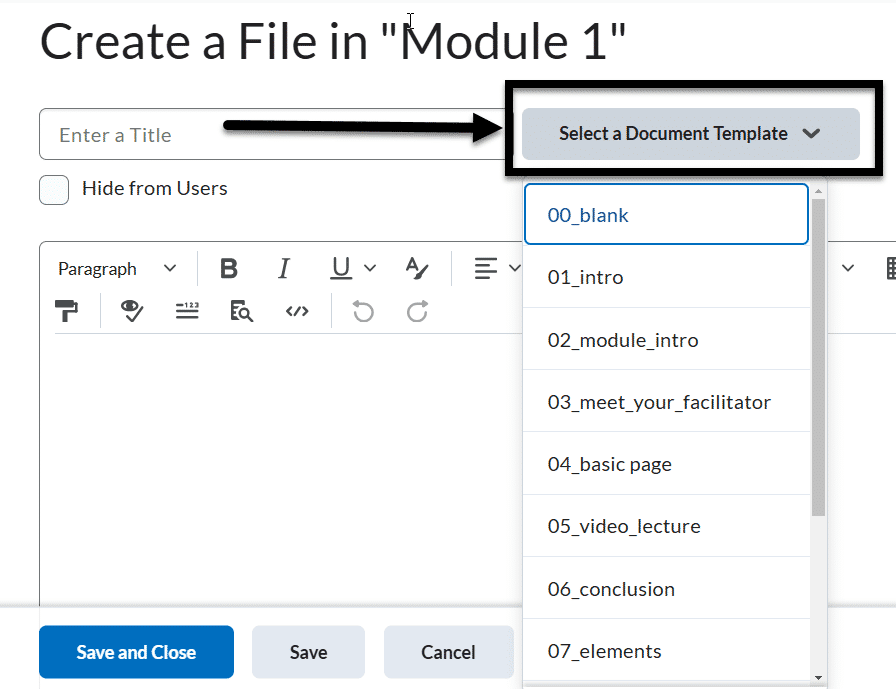 Create a File in "Module 1"
Enter a Title
Select a Document Template
Hide from Users
00_blank
01_intro
02_module_intro
03_meet_your_facilitator
04_basic page
05_video_lecture
06_conclusion
07_elements
Paragraph B I U A
123
Save and Close Save Cancel